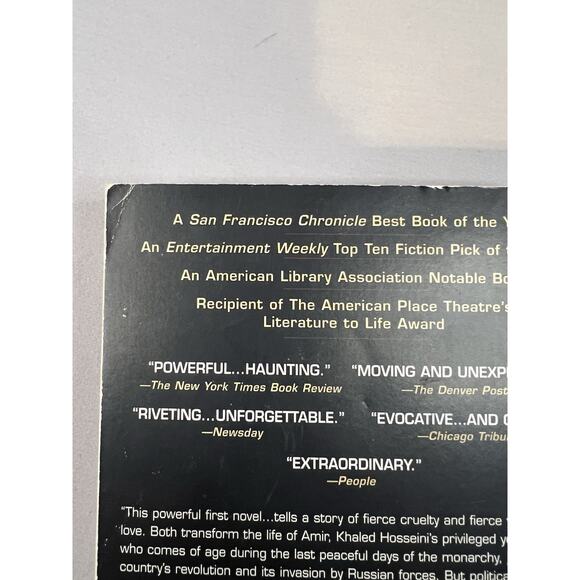 A San Francisco Chronicle Best Book of the
An Entertainment Weekly Top Ten Fiction Pick of
An American Library Association Notable
Recipient of The American Place Theatre's
Literature to Life Award
“POWERFUL...HAUNTING.” “MOVING AND
—The New York Times Book Review —The Denver Post
“RIVETING...UNFORGETTABLE.” “EVOCATIVE...AND
—Newsday —Chicago
“EXTRAORDINARY.”
—People
“This powerful first novel...tells a story of fierce cruelty and fierce
love. Both transform the life of Amir, Khaled Hosseini's privileged
who comes of age during the last peaceful days of the monarchy,
country's revolution and its invasion by Russian forces. But